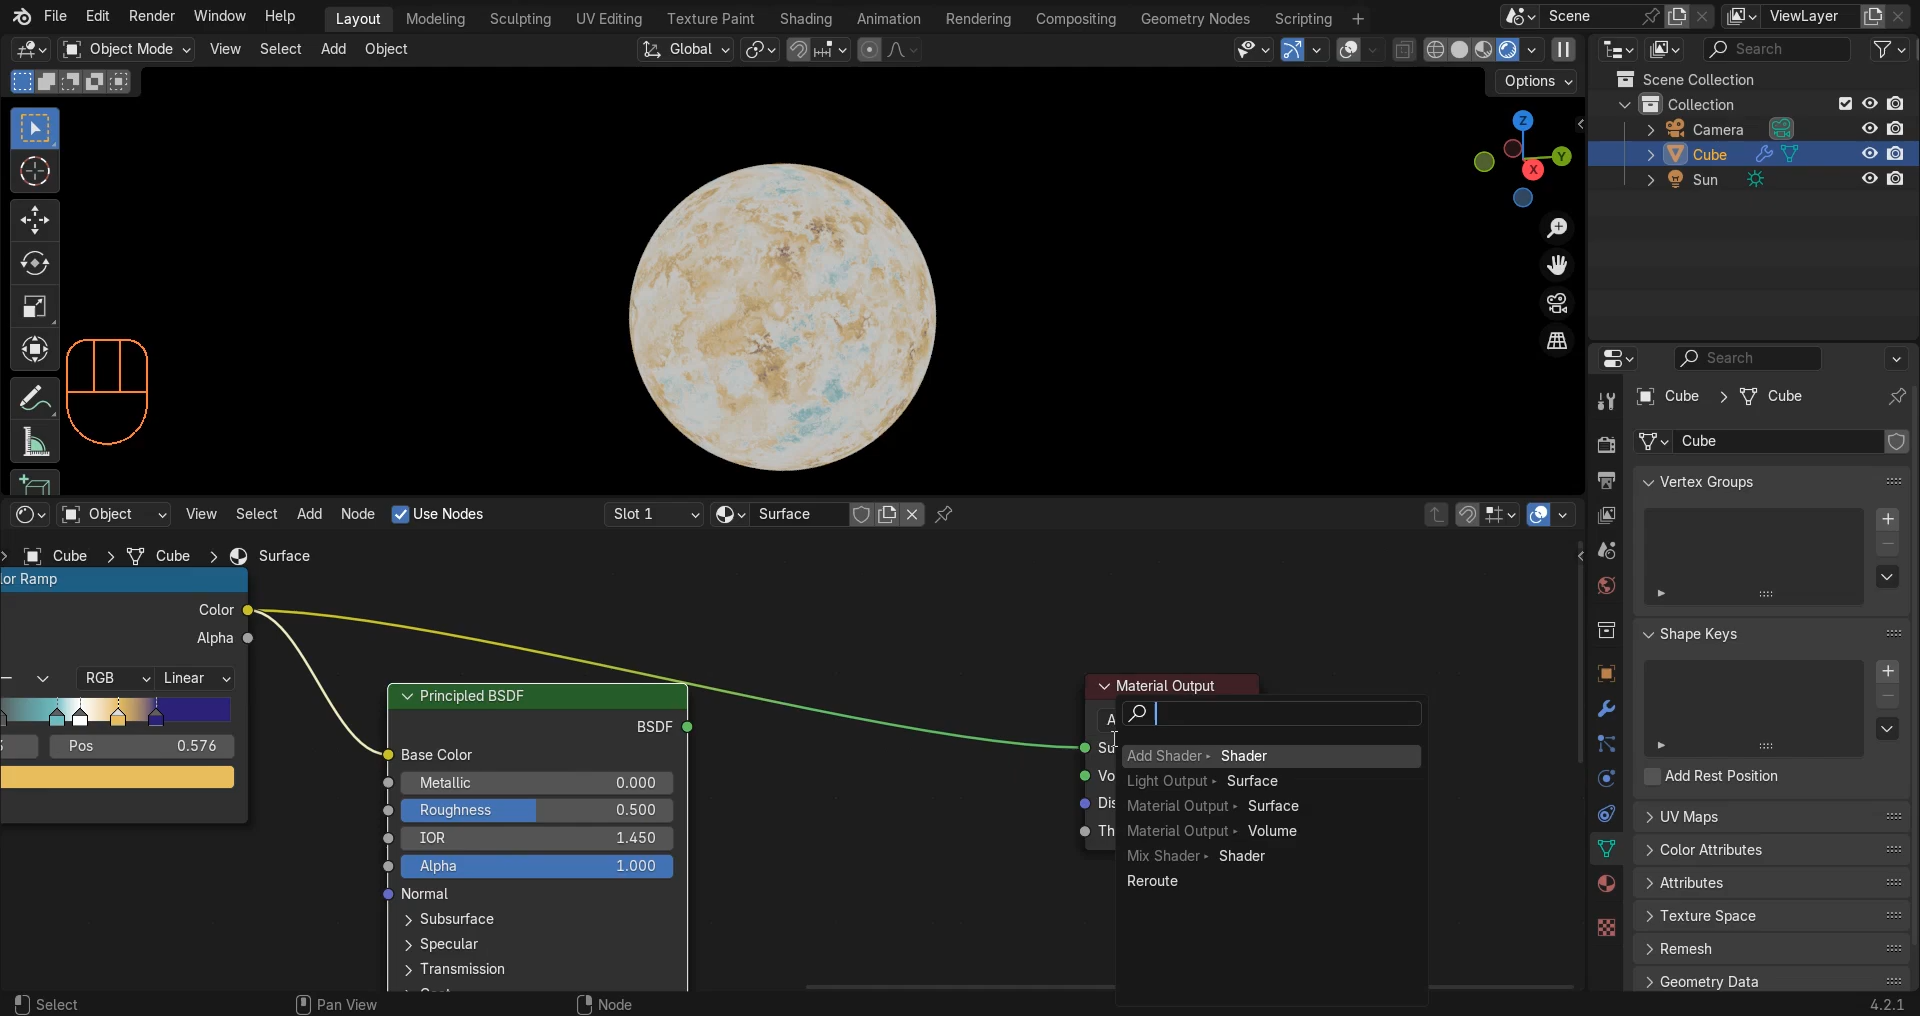 File Edit Render Window Help Layout Modeling Sculpting UV Editing Texture Paint Shading Animation Rendering Compositing Geometry Nodes Scripting Scene ViewLayer
Object Mode View Select Add Object Global Search
Options
Scene Collection
Collection
Camera
Cube
Sun
Z
Y
X
Search
Cube Cube
Cube
Vertex Groups
Shape Keys
Add Rest Position
UV Maps
Color Attributes
Attributes
Texture Space
Remesh
Geometry Data
Object View Select Add Node Use Nodes Slot 1 Surface
Cube Cube Surface
lor Ramp
Color
Alpha
RGB Linear
Pos 0.576
Principled BSDF
BSDF
Base Color
Metallic 0.000
Roughness 0.500
IOR 1.450
Alpha 1.000
Normal
Subsurface
Specular
Transmission
Material Output
A
Su
Vo
Dis
Th
Add Shader Shader
Light Output Surface
Material Output Surface
Material Output Volume
Mix Shader Shader
Reroute
Select Pan View Node 4.2.1